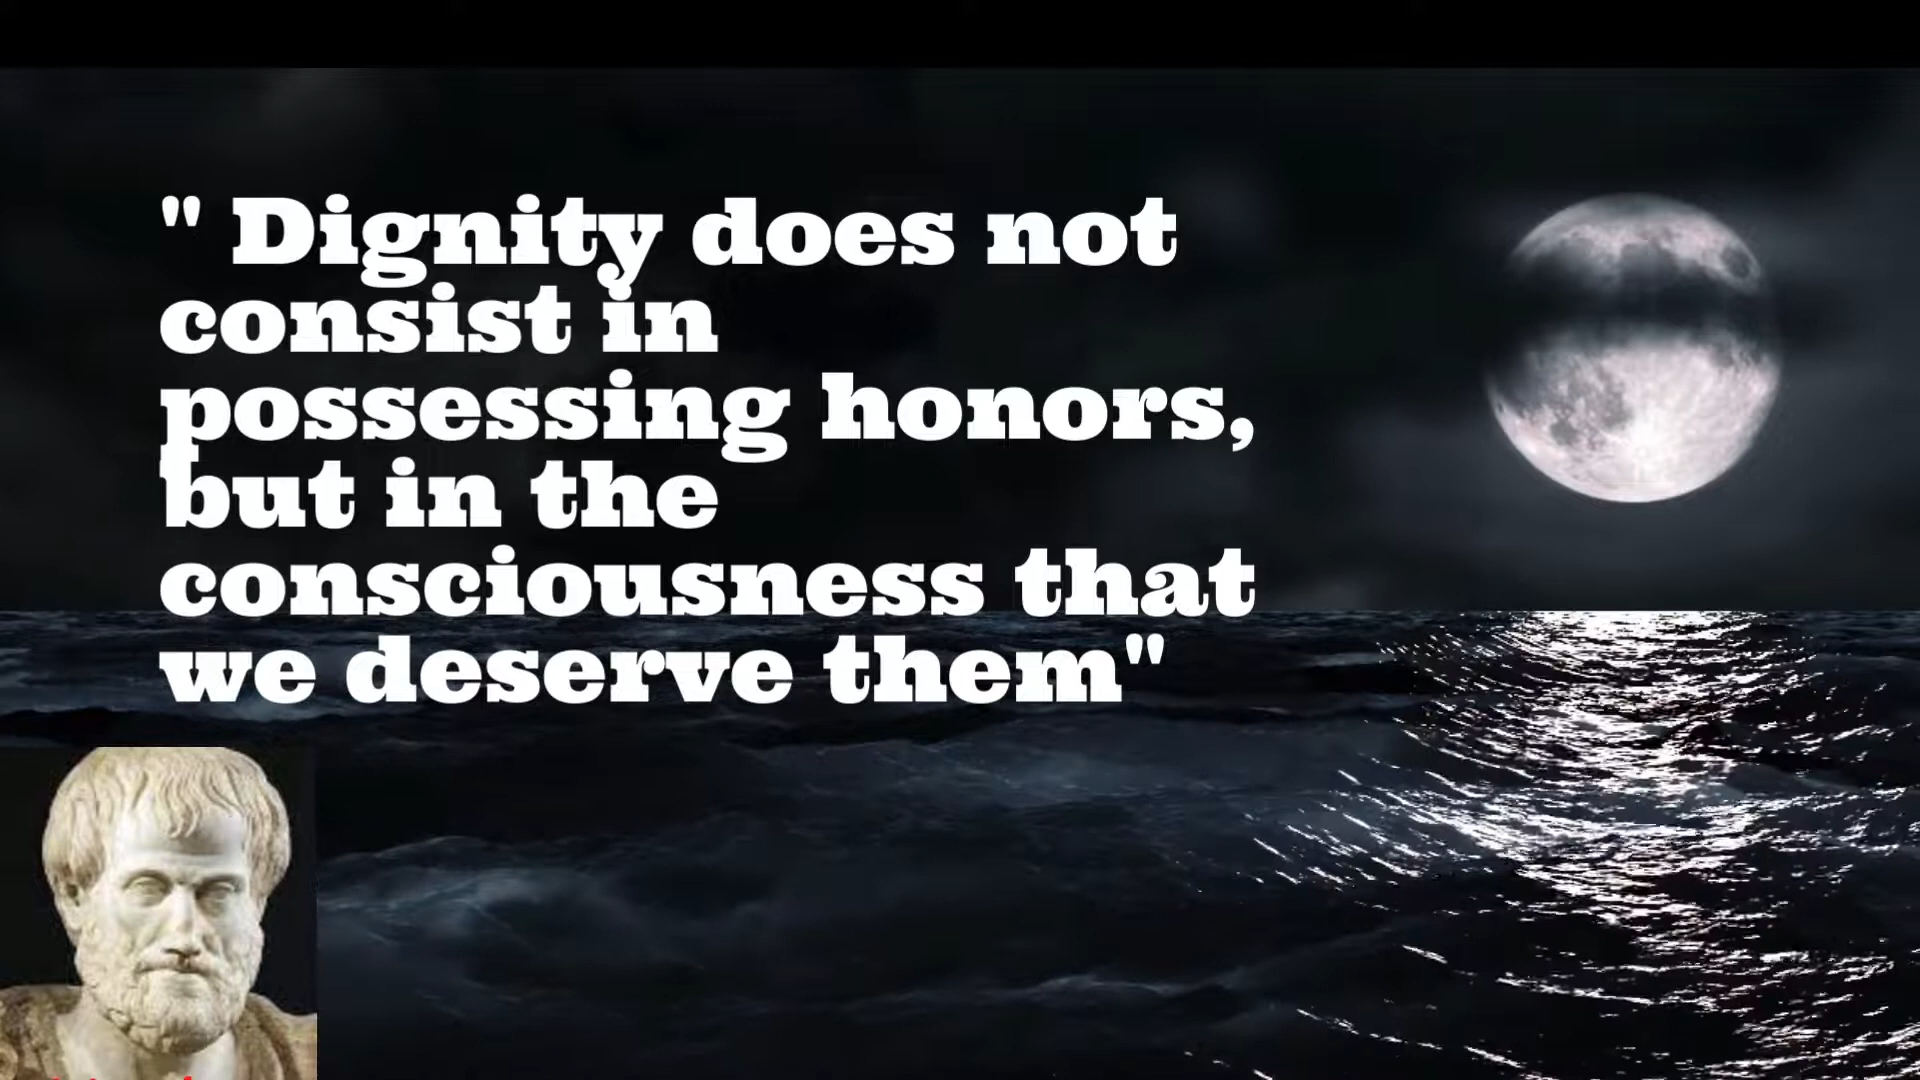 " Dignity does not
consist in
possessing honors,
but in the
consciousness that
we deserve them"